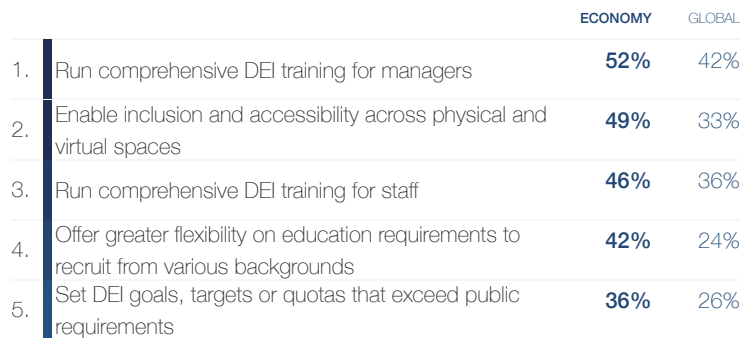 ECONOMY GLOBAL
1. Run comprehensive DEI training for managers 52% 42%
2. Enable inclusion and accessibility across physical and
virtual spaces 49% 33%
3. Run comprehensive DEI training for staff 46% 36%
4. Offer greater flexibility on education requirements to
recruit from various backgrounds 42% 24%
5. Set DEI goals, targets or quotas that exceed public
requirements 36% 26%